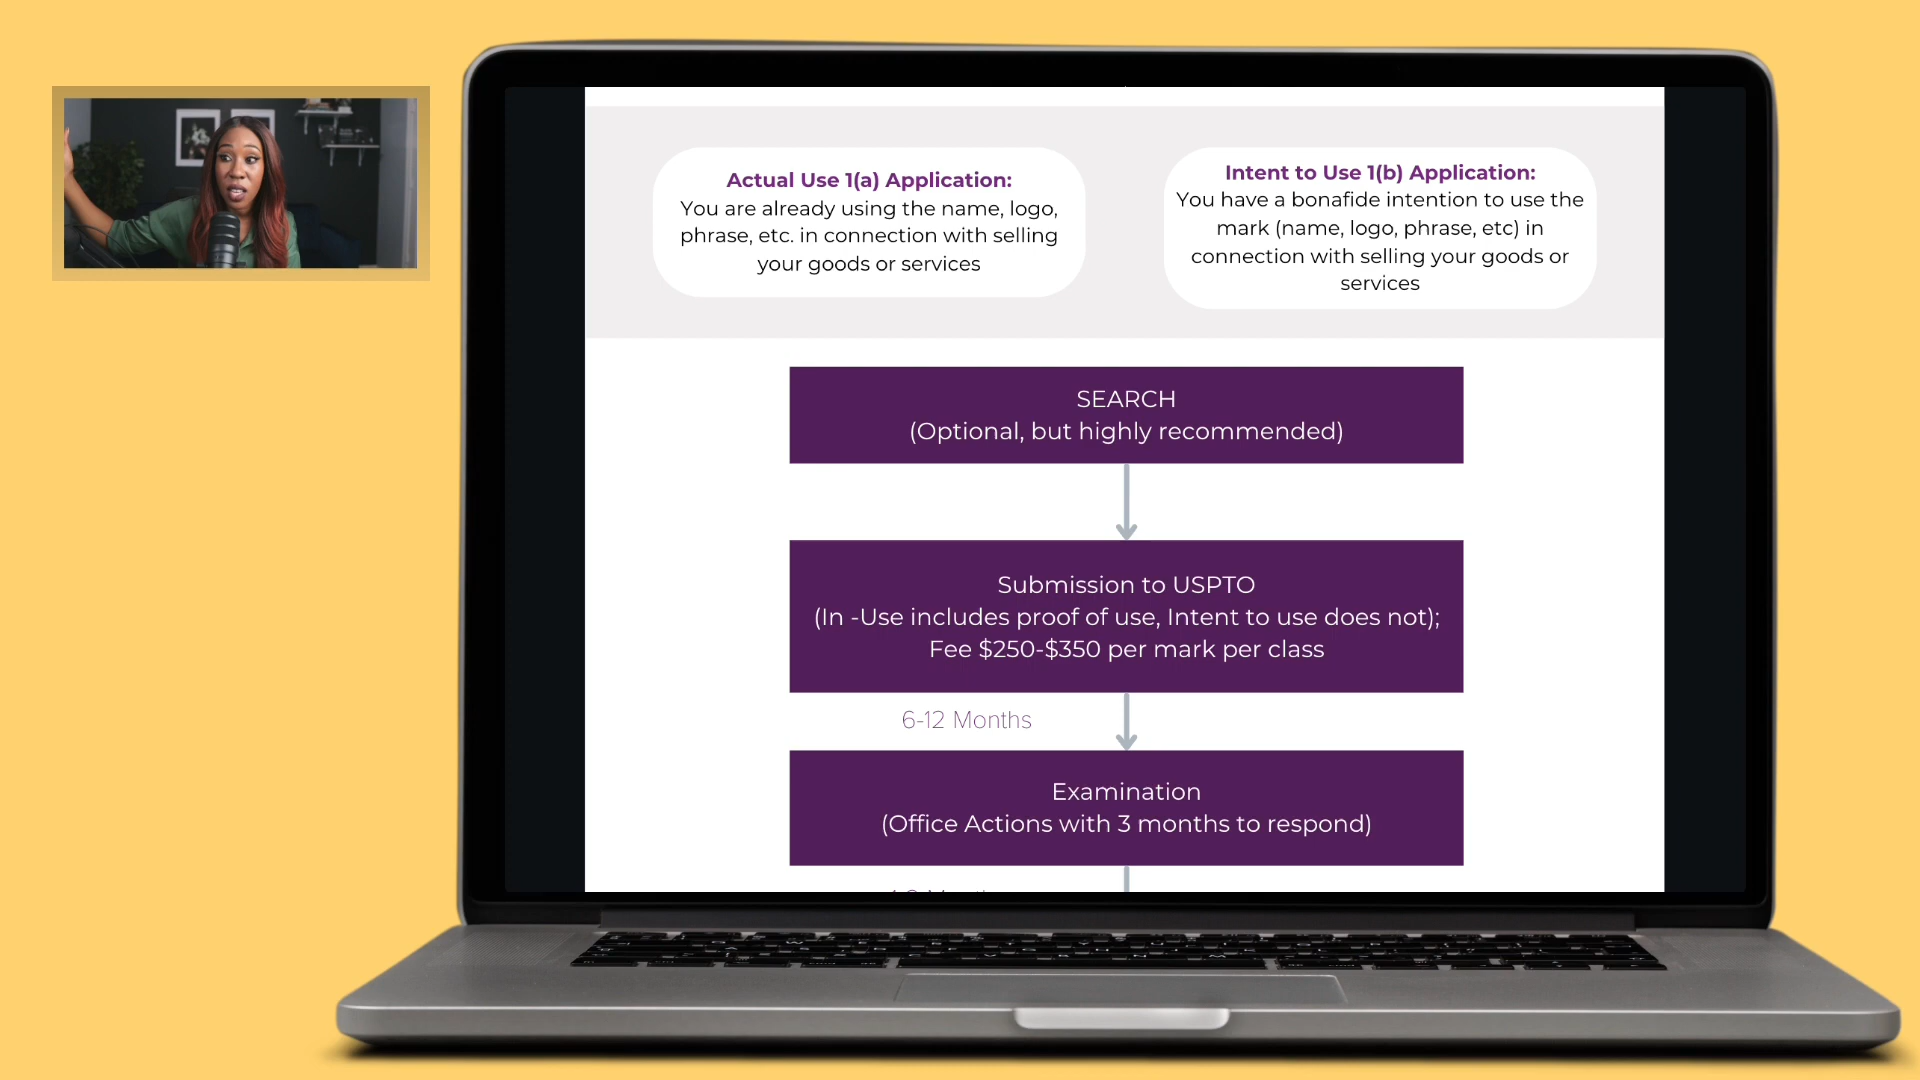 Actual Use 1(a) Application:
You are already using the name, logo,
phrase, etc. in connection with selling
your goods or services
Intent to Use 1(b) Application:
You have a bonafide intention to use the
mark (name, logo, phrase, etc) in
connection with selling your goods or
services
SEARCH
(Optional, but highly recommended)
Submission to USPTO
(In -Use includes proof of use, Intent to use does not);
Fee $250-$350 per mark per class
6-12 Months
Examination
(Office Actions with 3 months to respond)